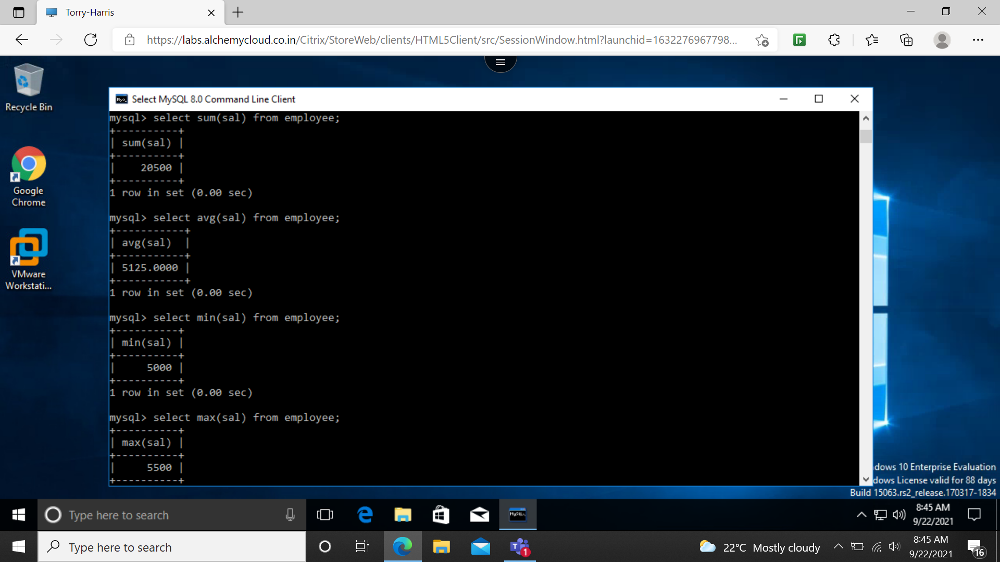 Torry-Harris
https://labs.alchemycloud.co.in/Citrix/StoreWeb/clients/HTML5Client/src/SessionWindow.html?launchid=1632276967798...
Recycle Bin
Google
Chrome
VMware
Workstati...
Select MySQL 8.0 Command Line Client
mysql> select sum(sal) from employee;
+----------+
| sum(sal) |
+----------+
|    20500 |
+----------+
1 row in set (0.00 sec)
mysql> select avg(sal) from employee;
+-----------+
| avg(sal)  |
+-----------+
| 5125.0000 |
+-----------+
1 row in set (0.00 sec)
mysql> select min(sal) from employee;
+----------+
| min(sal) |
+----------+
|     5000 |
+----------+
1 row in set (0.00 sec)
mysql> select max(sal) from employee;
+----------+
| max(sal) |
+----------+
|     5500 |
+----------+
dows 10 Enterprise Evaluation
dows License valid for 88 days
Build 15063.rs2_release.170317-1834
Type here to search
8:45 AM
9/22/2021
Type here to search
1
22°C Mostly cloudy
8:45 AM
9/22/2021
16